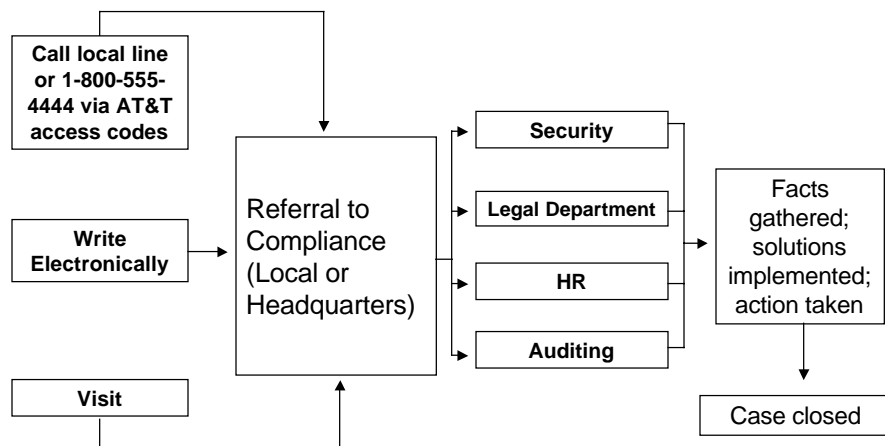 Call local line
or 1-800-555-
4444 via AT&T
access codes
Write
Electronically
Visit
Referral to
Compliance
(Local or
Headquarters)
Security
Legal Department
HR
Auditing
Facts
gathered;
solutions
implemented;
action taken
Case closed